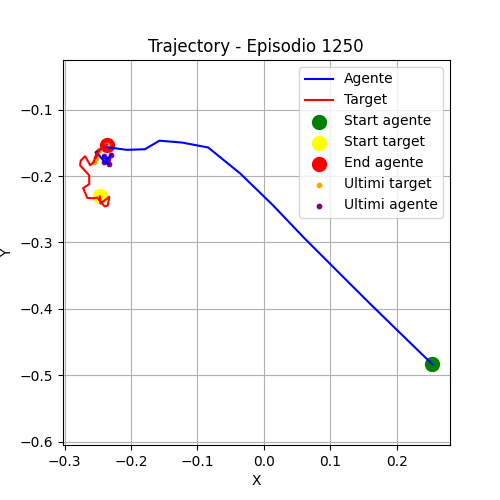 Trajectory - Episodio 1250
Agente
Target
Start agente
Start target
End agente
Ultimi target
Ultimi agente
Y
−0.1
−0.2
−0.3
−0.4
−0.5
−0.6
−0.3
−0.2
−0.1
0.0
0.1
0.2
X